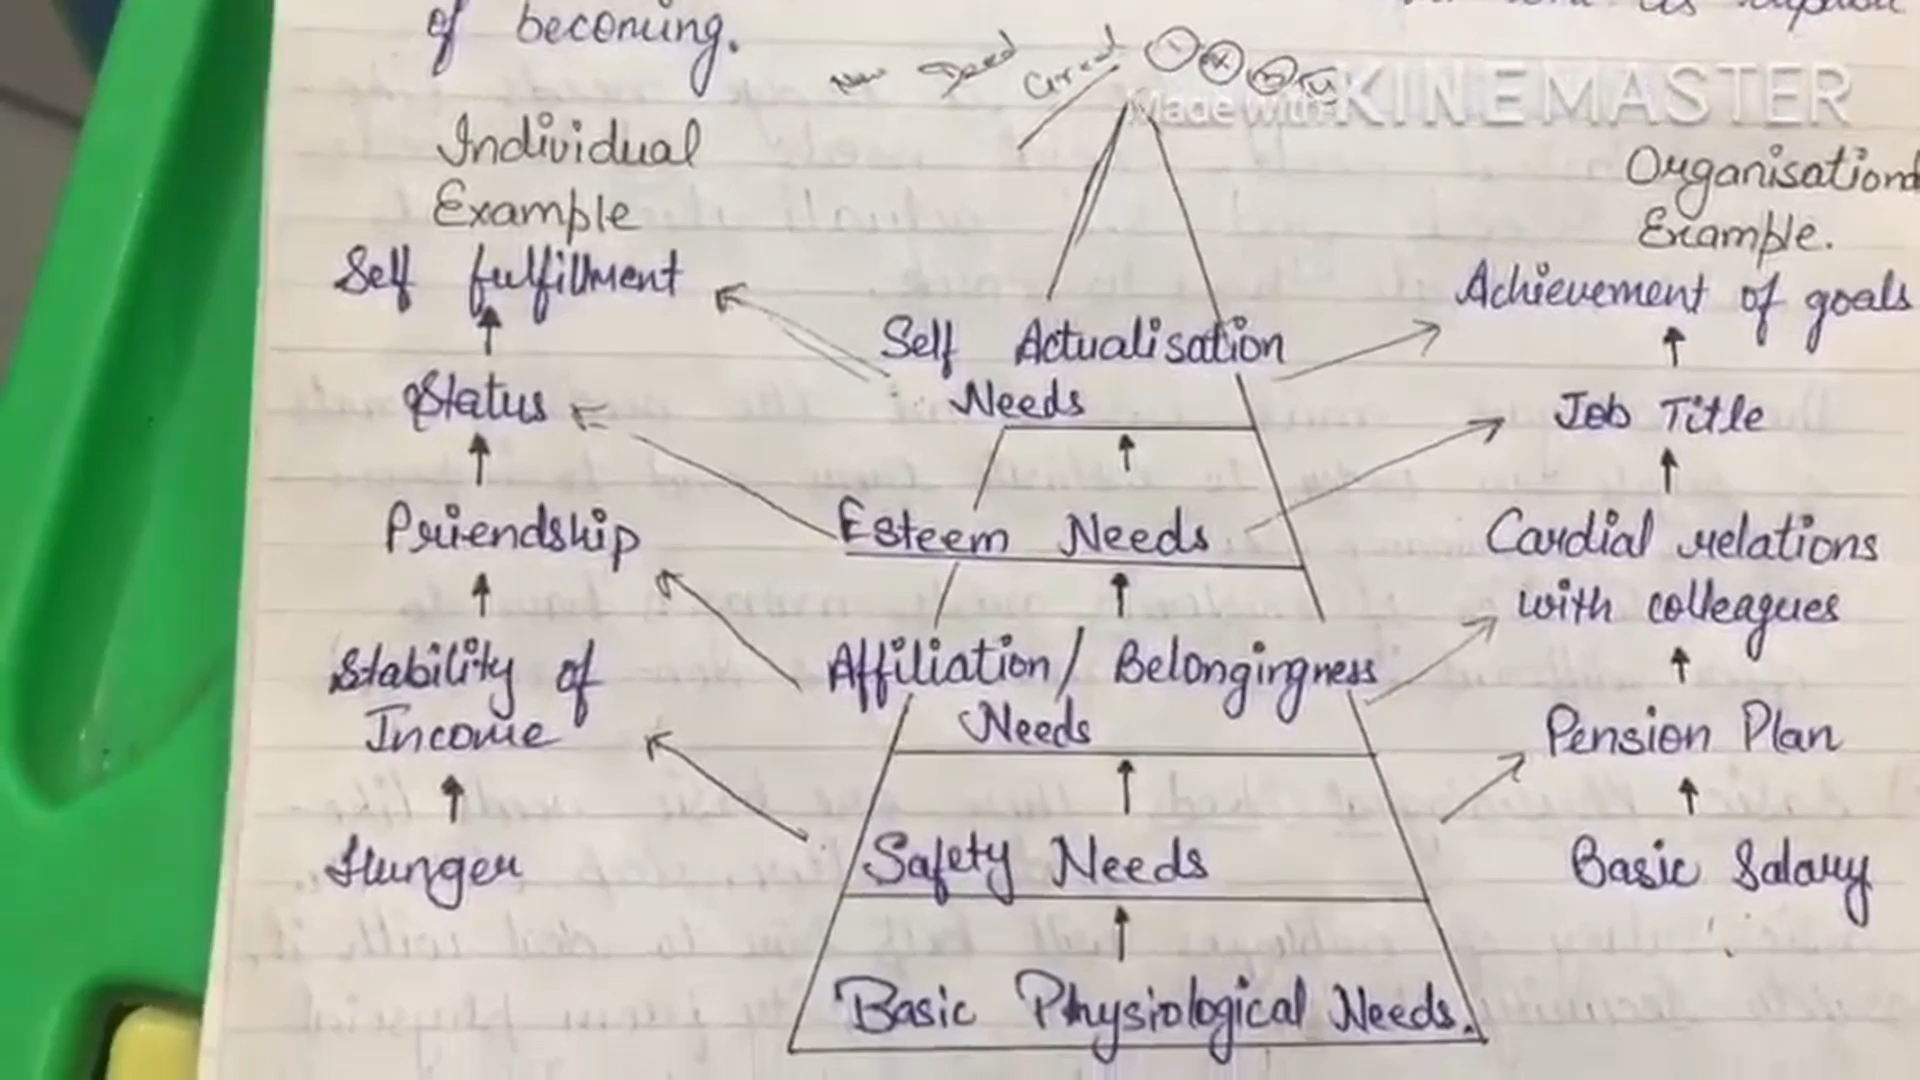 of becoming.
Made with KINEMASTER
Individual
Example
Organisational
Example.
Self fulfillment
Achievement of goals
Self Actualisation
Needs
Status
Job Title
Friendship
Esteem Needs
Cardial relations
with colleagues
Stability of
Income
Affiliation/Belongingness
Needs
Pension Plan
Hunger
Safety Needs
Basic Salary
Basic Physiological Needs.